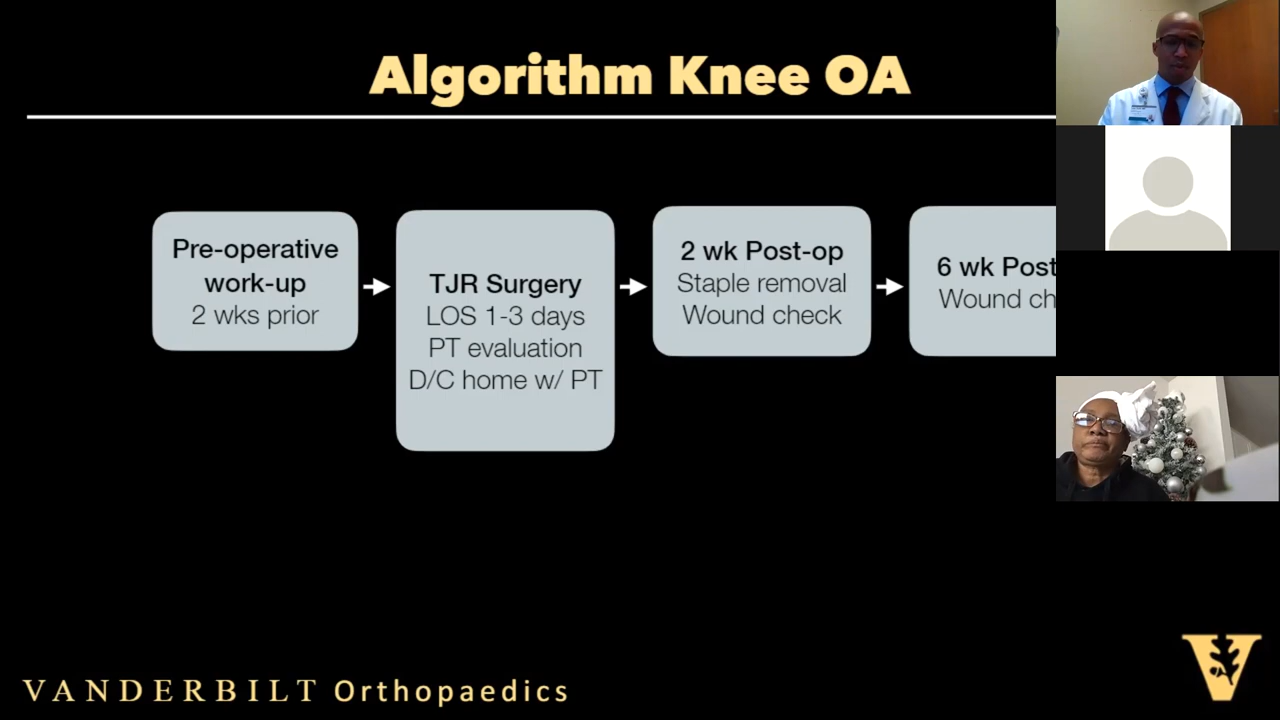 Algorithm Knee OA
Pre-operative
work-up
2 wks prior
TJR Surgery
LOS 1-3 days
PT evaluation
D/C home w/ PT
2 wk Post-op
Staple removal
Wound check
6 wk Post
Wound ch
VANDERBILT Orthopaedics
V